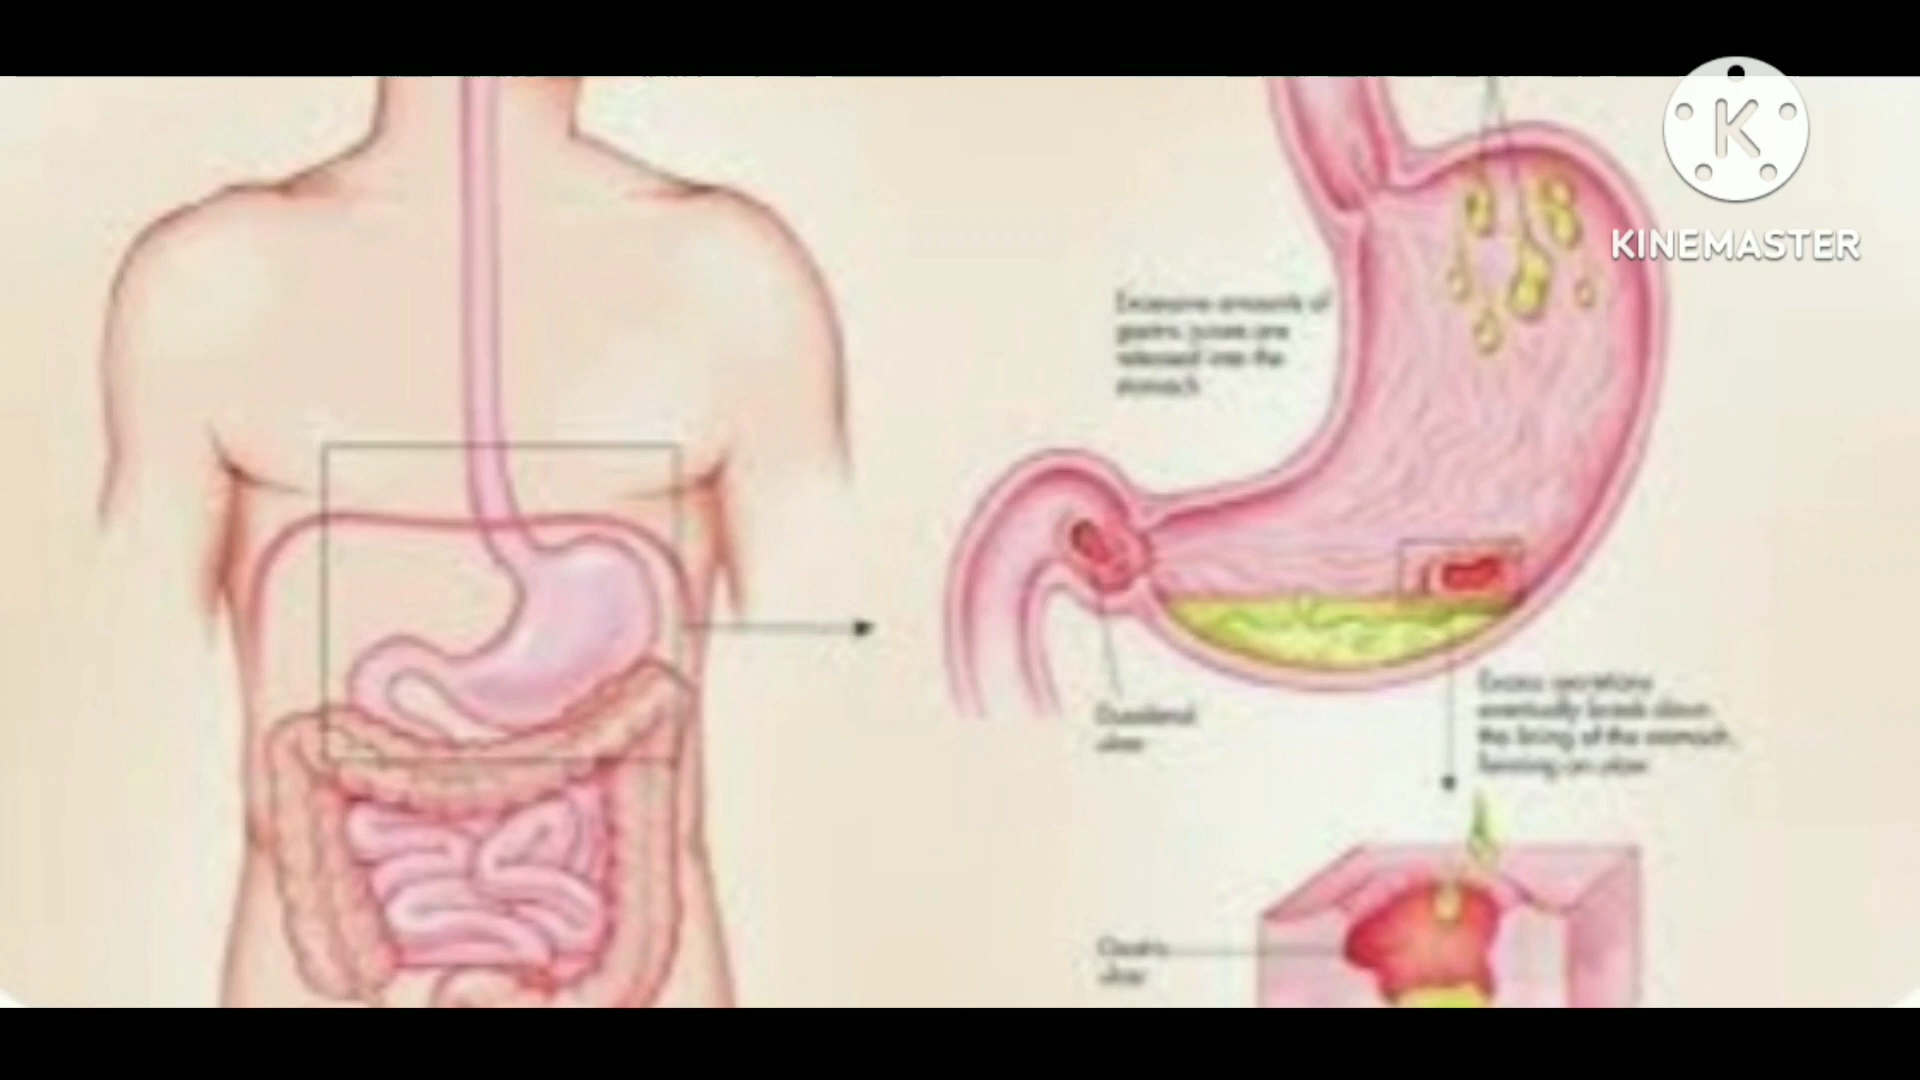 K
KINEMASTER
Excessive amounts of
gastric juices are
released into the
stomach
Duodenal
ulcer
Excess secretions
eventually break down
the lining of the stomach,
forming an ulcer
Gastric
ulcer